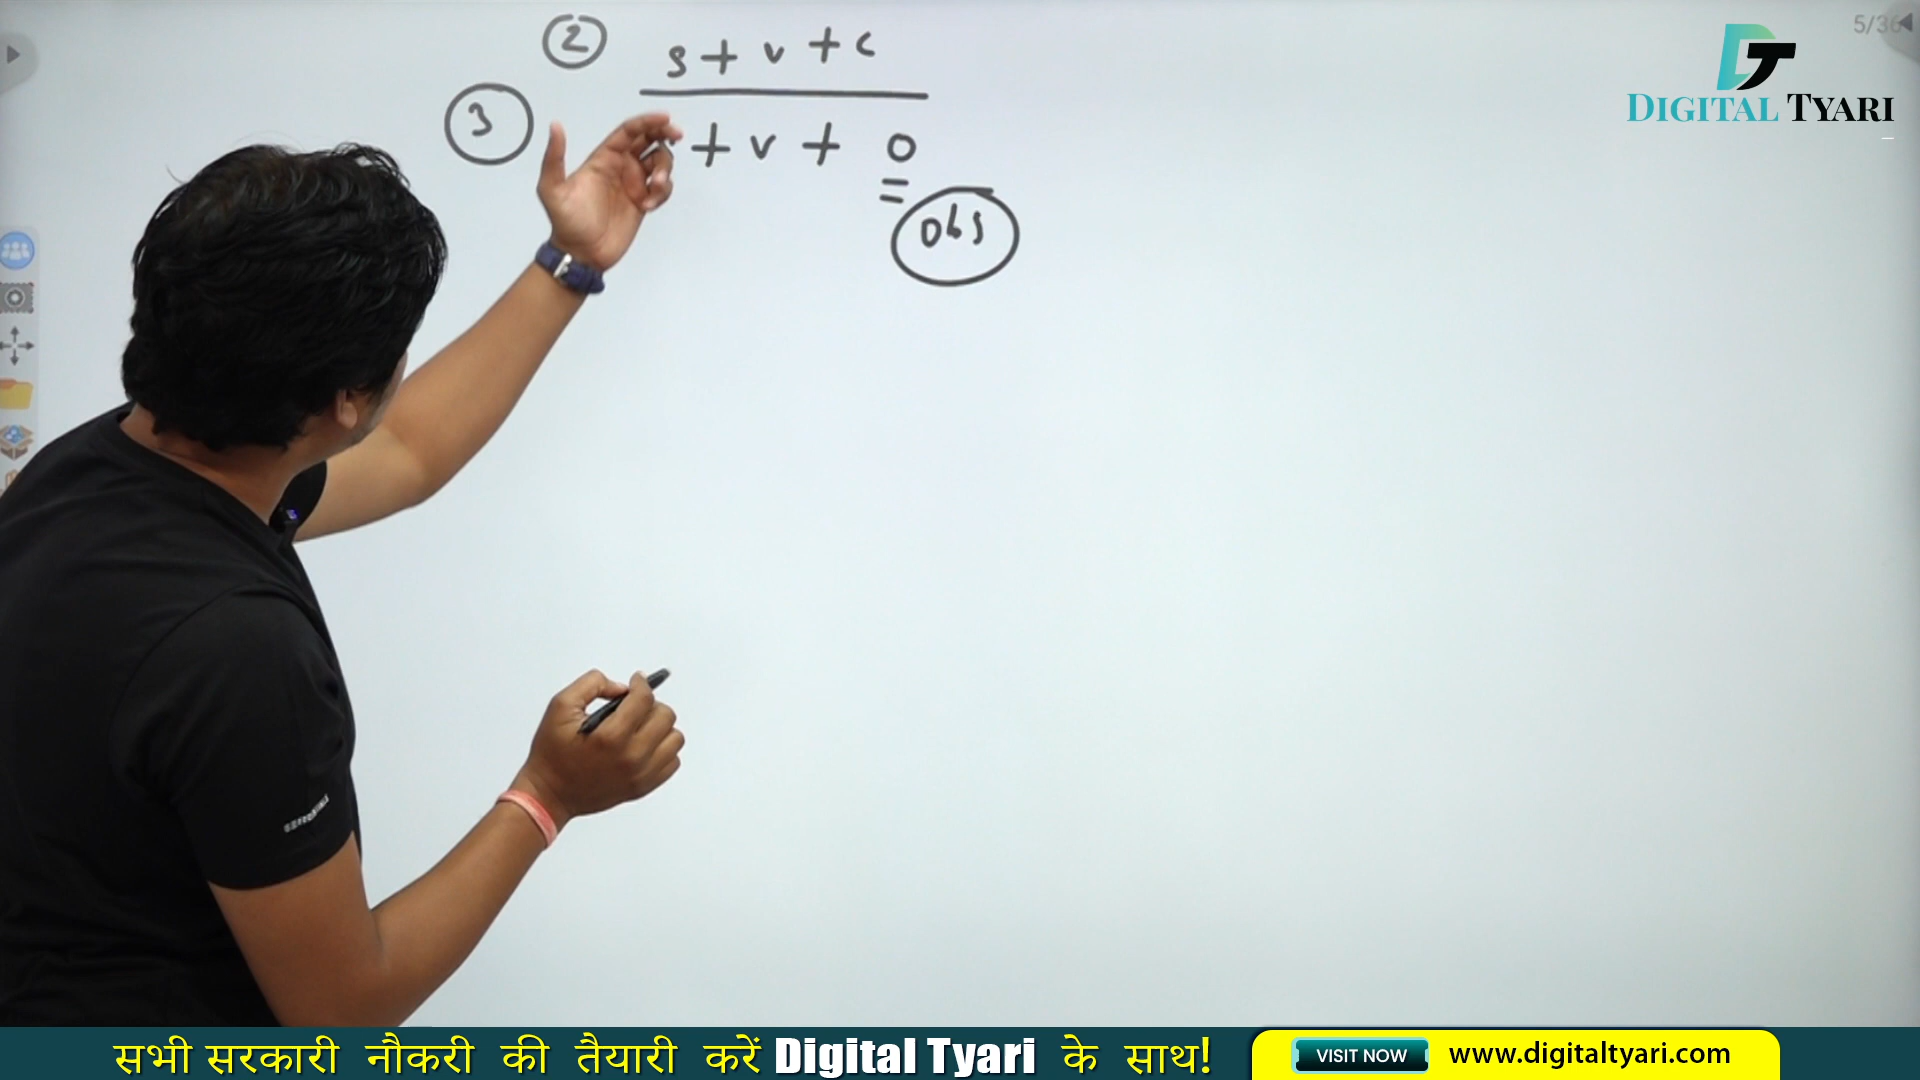 5/36
DIGITAL TYARI
② s + v + c
③ + v + o
obs
सभी सरकारी नौकरी की तैयारी करें Digital Tyari के साथ!
VISIT NOW www.digitaltyari.com